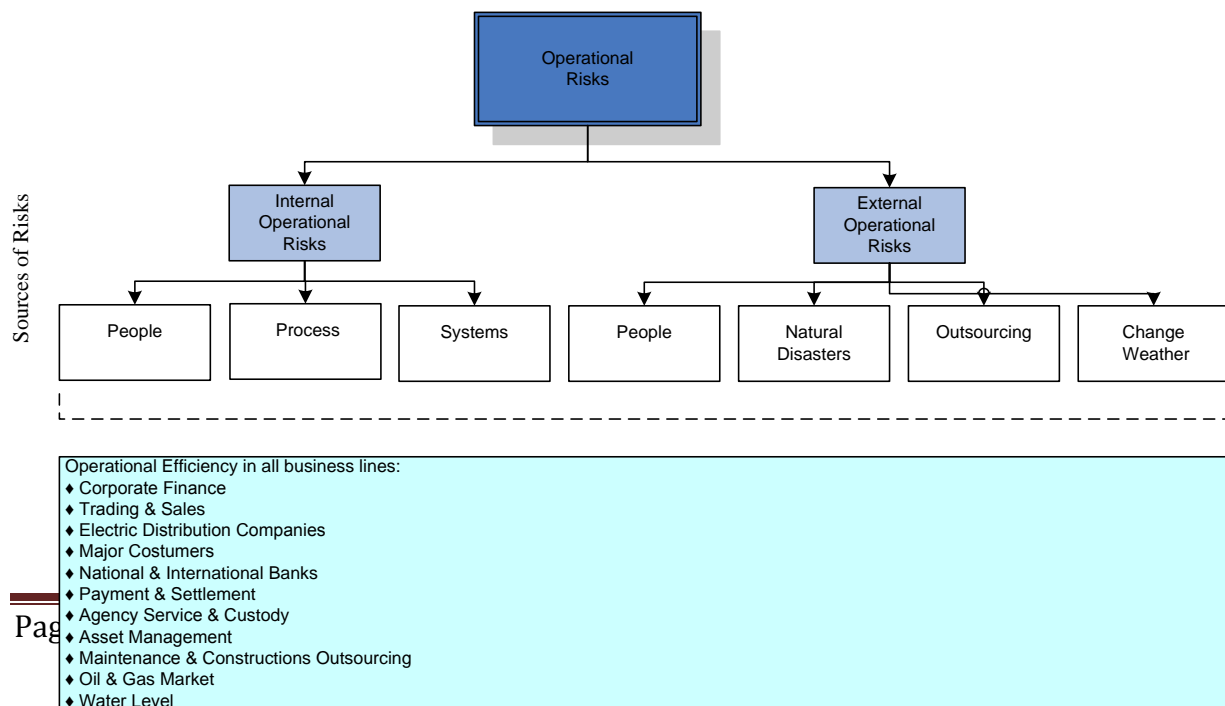 Operational
Risks
Sources of Risks
Internal
Operational
Risks
External
Operational
Risks
People
Process
Systems
People
Natural
Disasters
Outsourcing
Change
Weather
Operational Efficiency in all business lines:
♦ Corporate Finance
♦ Trading & Sales
♦ Electric Distribution Companies
♦ Major Costumers
♦ National & International Banks
♦ Payment & Settlement
♦ Agency Service & Custody
Pag
♦ Asset Management
♦ Maintenance & Constructions Outsourcing
♦ Oil & Gas Market
♦ Water Level